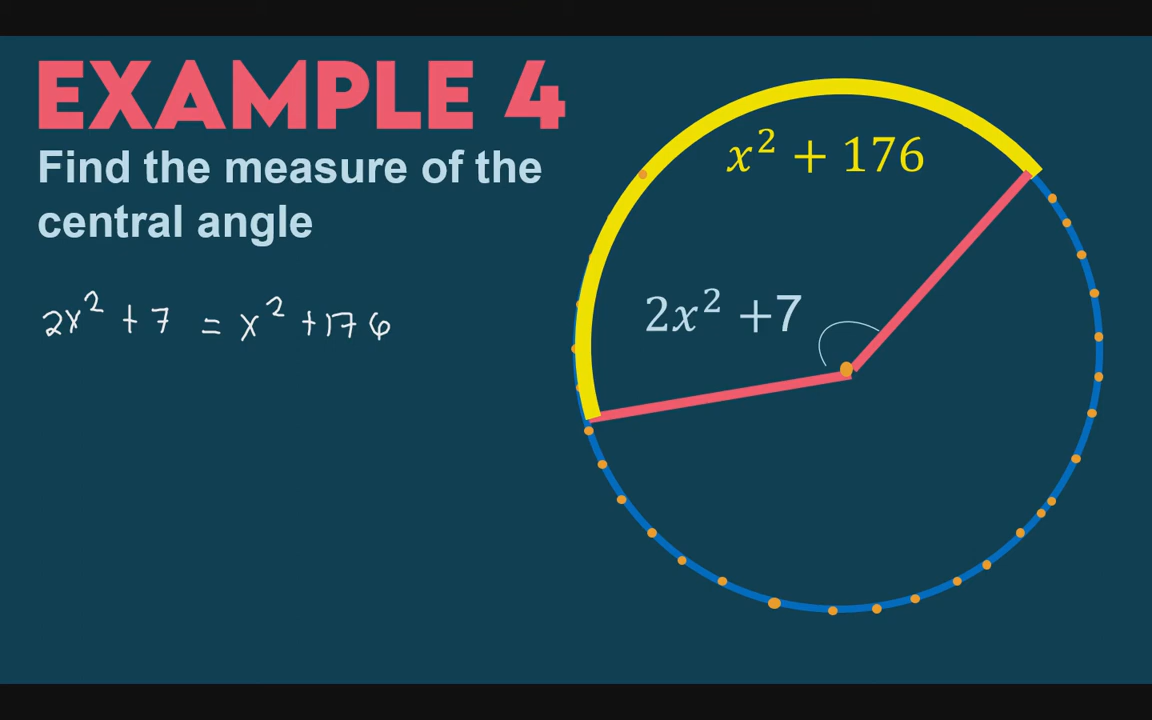 EXAMPLE 4
Find the measure of the
central angle
2x² + 7 = x² + 176
x² + 176
2x² +7